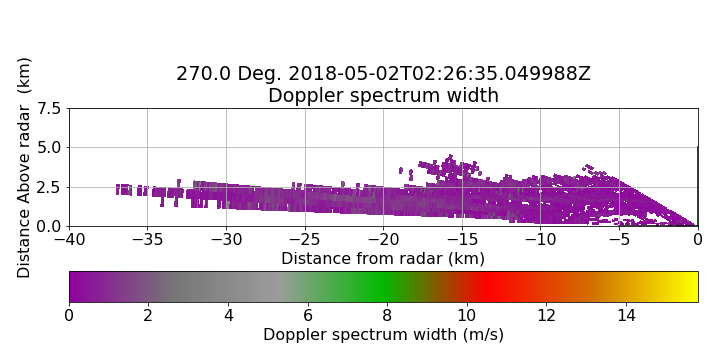 270.0 Deg. 2018-05-02T02:26:35.049988Z
Doppler spectrum width
Distance Above radar  (km)
7.5
5.0
2.5
0.0
−40 −35 −30 −25 −20 −15 −10 −5 0
Distance from radar (km)
0 2 4 6 8 10 12 14
Doppler spectrum width (m/s)